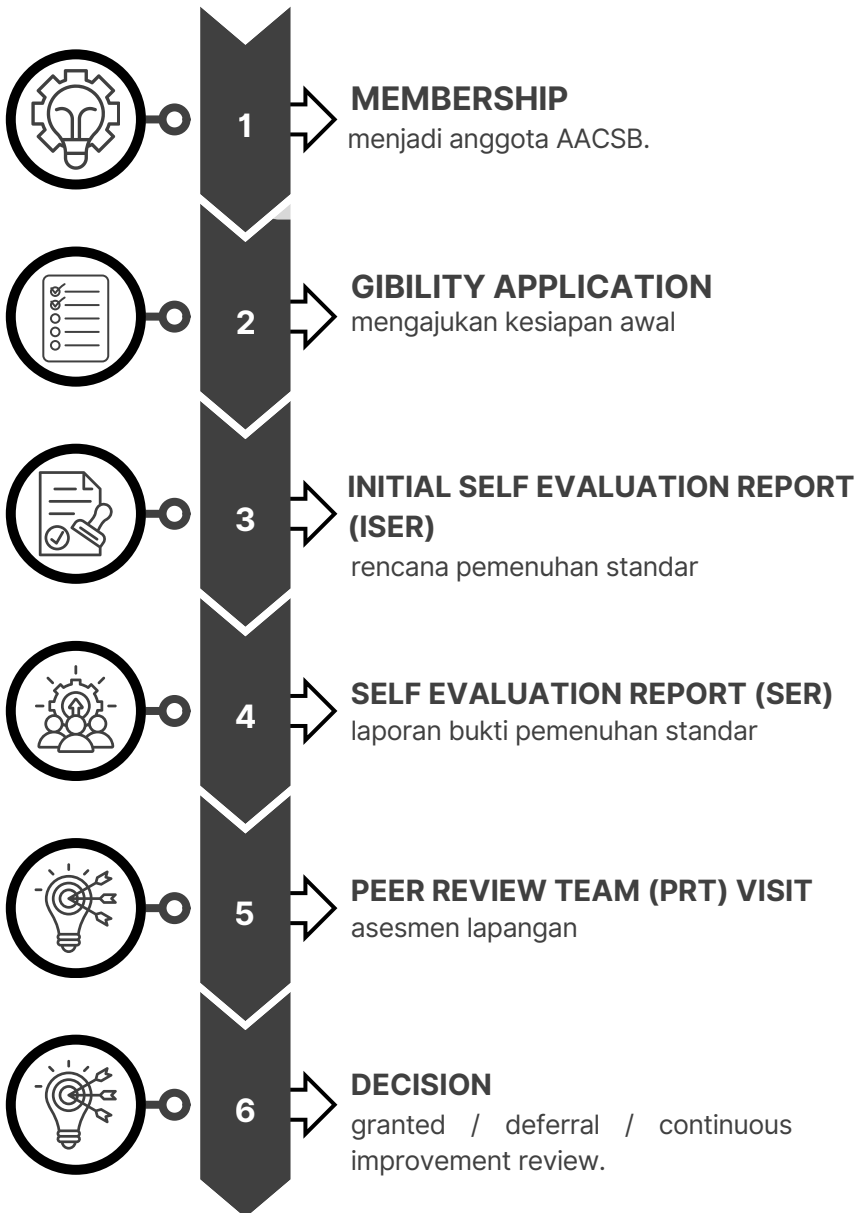 1
MEMBERSHIP
menjadi anggota AACSB.
2
GIBILITY APPLICATION
mengajukan kesiapan awal
3
INITIAL SELF EVALUATION REPORT
(ISER)
rencana pemenuhan standar
4
SELF EVALUATION REPORT (SER)
laporan bukti pemenuhan standar
5
PEER REVIEW TEAM (PRT) VISIT
asesmen lapangan
6
DECISION
granted / deferral / continuous
improvement review.